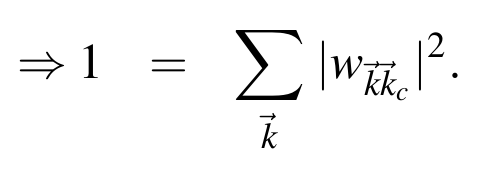 ⇒ 1 = ∑_{\vec{k}} |w_{\vec{k}\vec{k}_c}|^2.